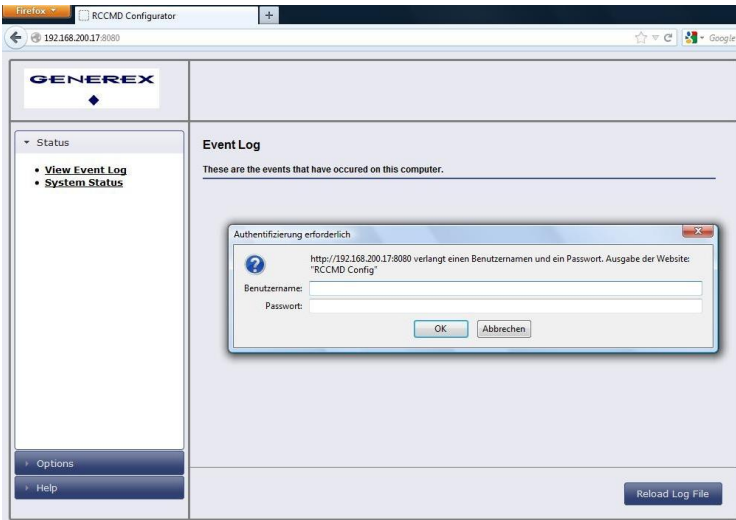 Firefox
RCCMD Configurator
+
192.168.200.17:8080
Google
GENEREX
Status
View Event Log
System Status
Event Log
These are the events that have occured on this computer.
Authentifizierung erforderlich
http://192.168.200.17:8080 verlangt einen Benutzernamen und ein Passwort. Ausgabe der Website:
"RCCMD Config"
Benutzername:
Passwort:
OK
Abbrechen
Options
Help
Reload Log File